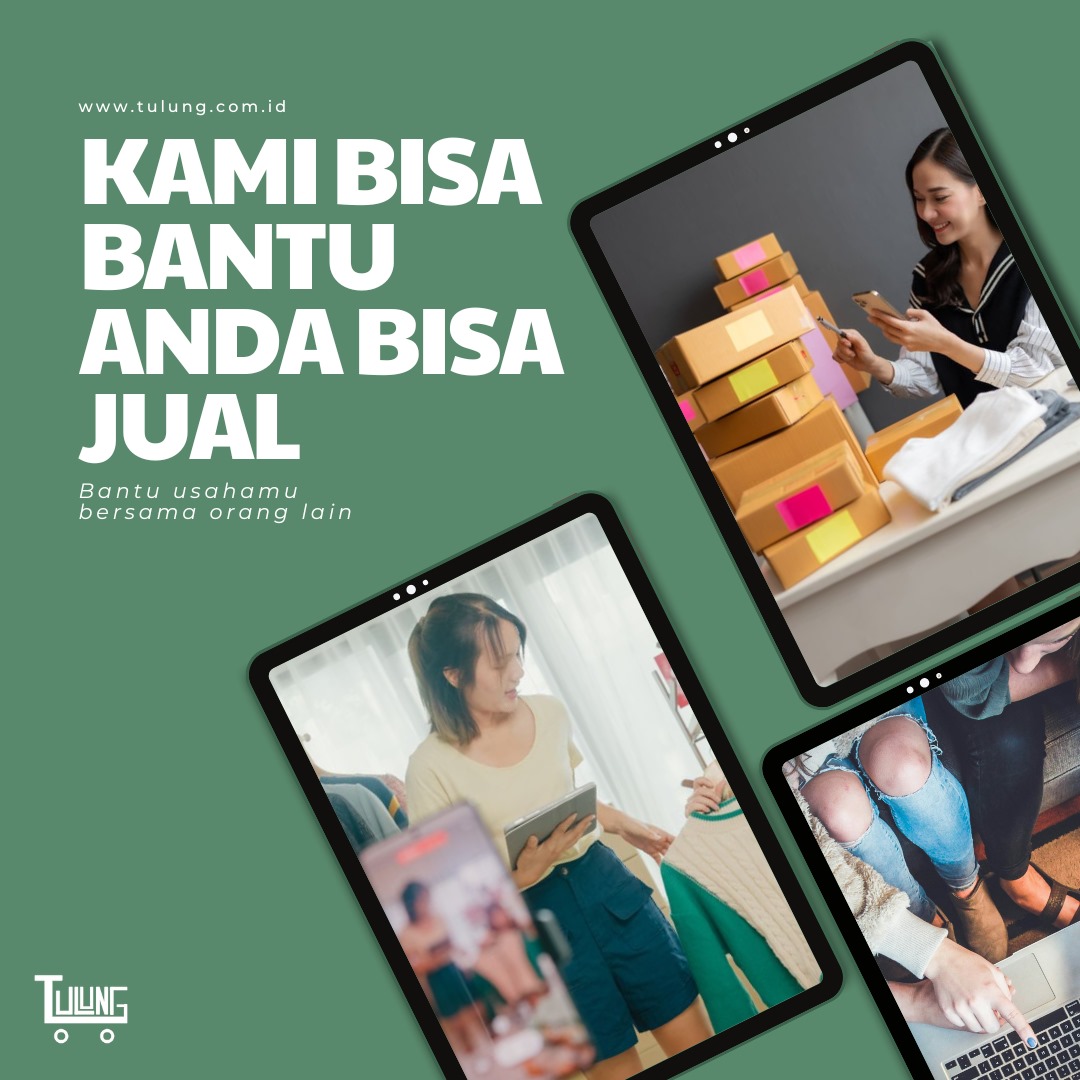 www.tulung.com.id
KAMI BISA
BANTU
ANDA BISA
JUAL
Bantu usahamu
bersama orang lain
TULUNG